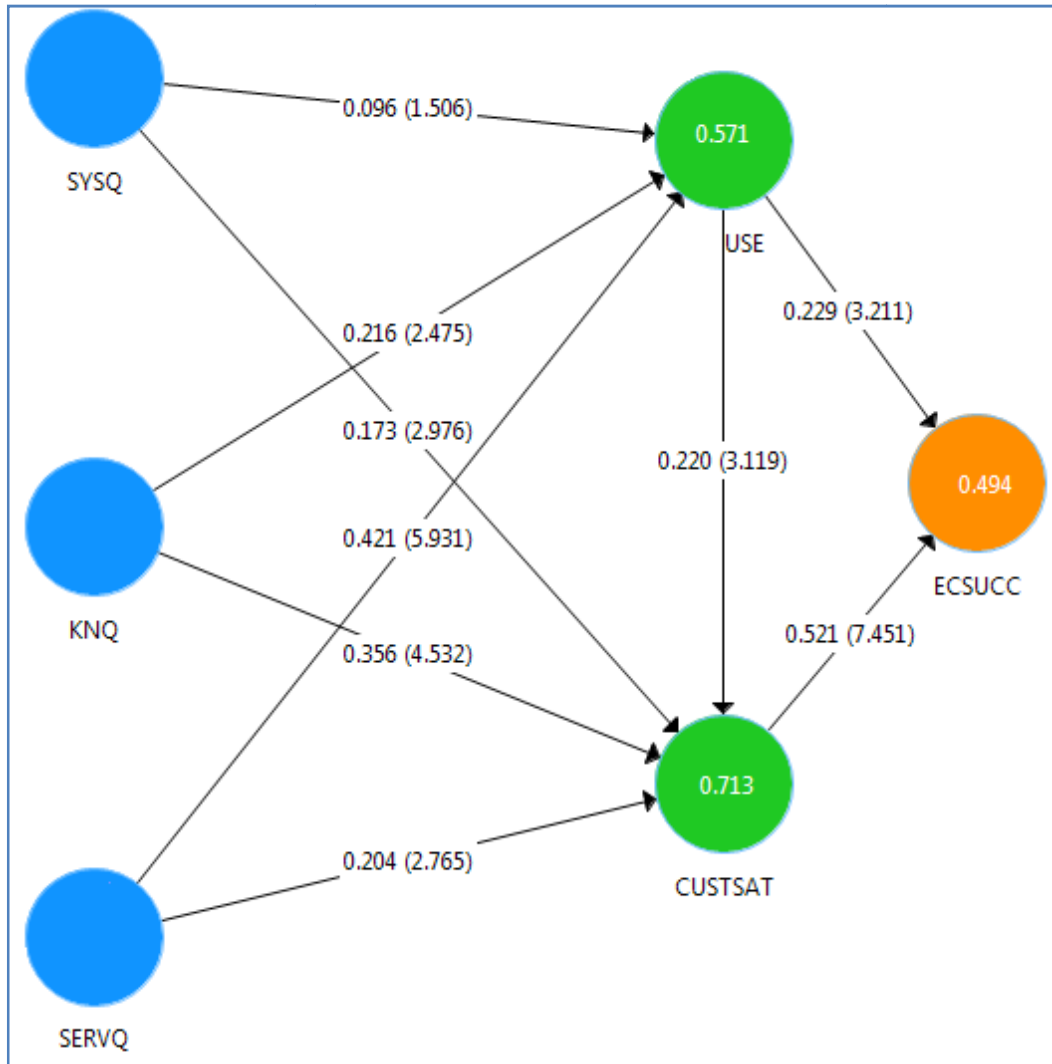 0.096 (1.506)
0.571
SYSQ
USE
0.216 (2.475)
0.229 (3.211)
0.173 (2.976)
0.220 (3.119)
0.494
0.421 (5.931)
ECSUCC
KNQ
0.521 (7.451)
0.356 (4.532)
0.713
0.204 (2.765)
CUSTSAT
SERVQ